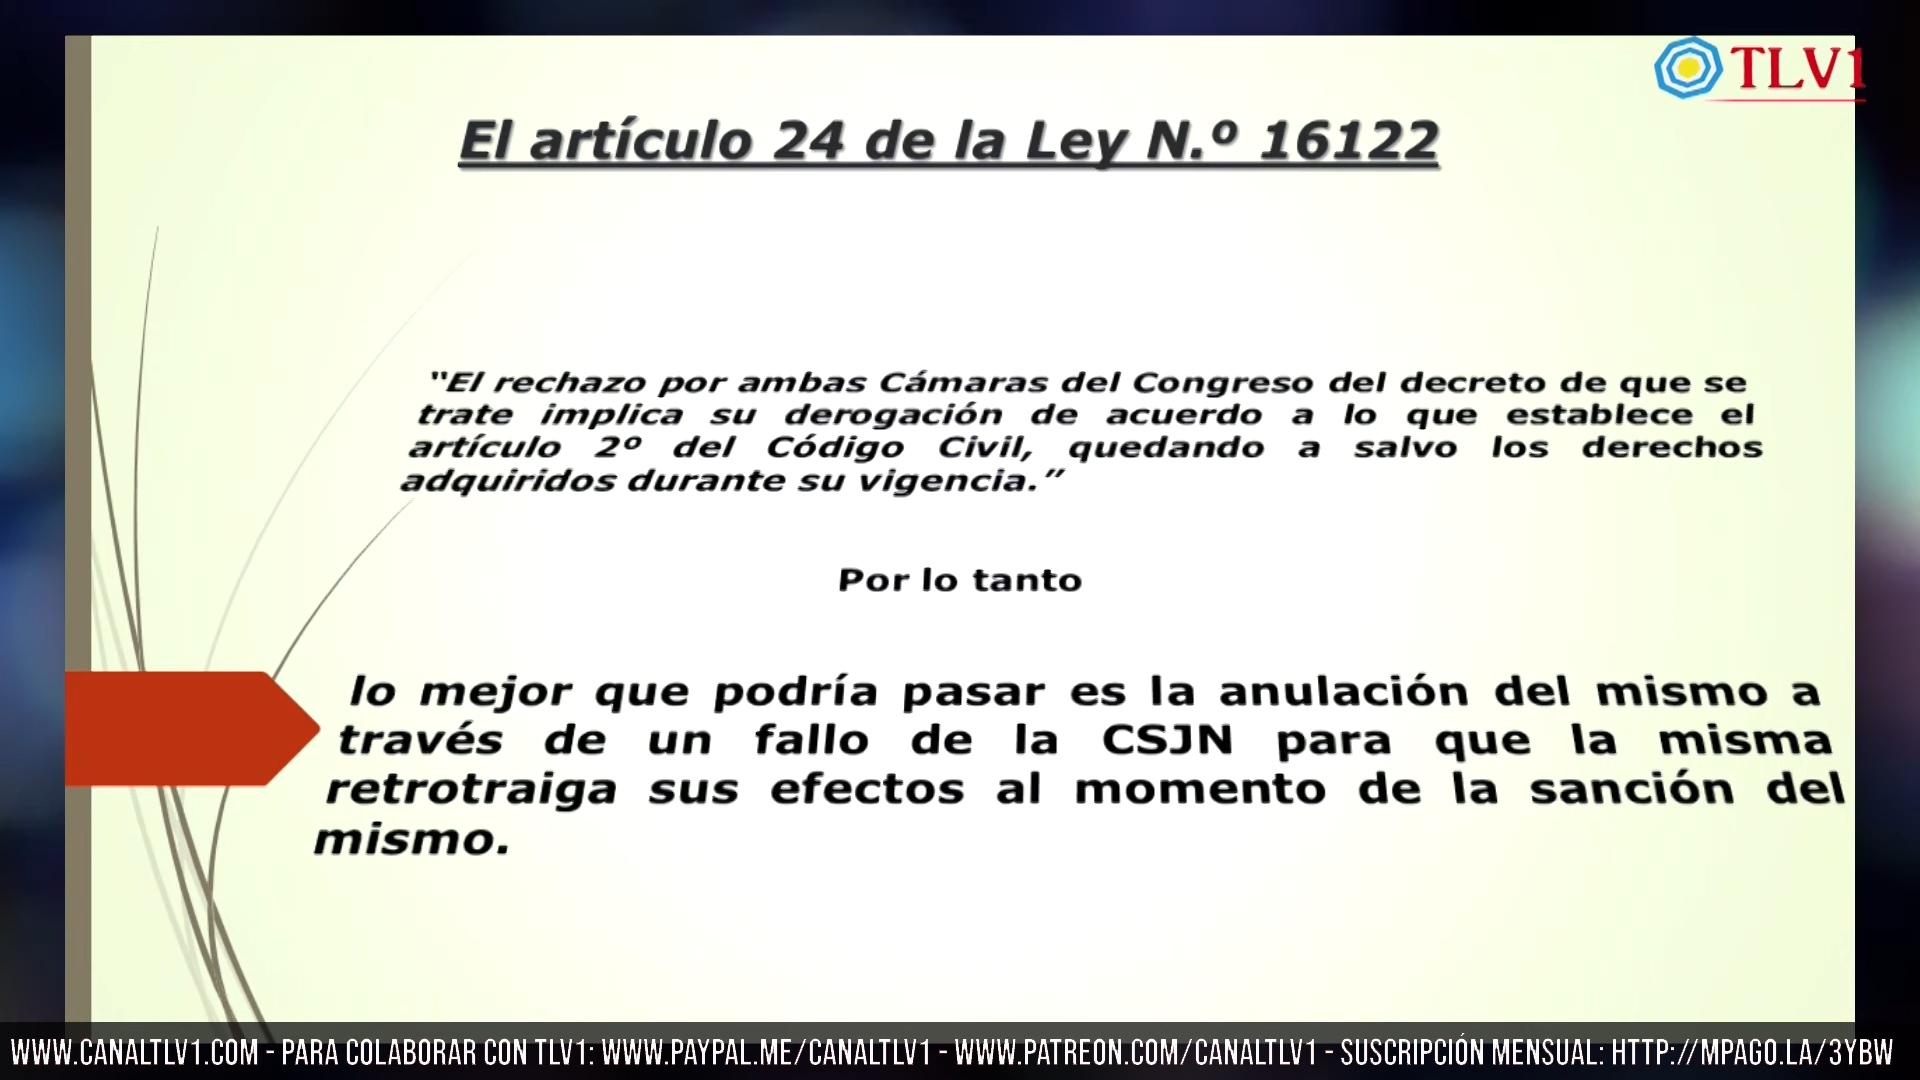 TLV1
El artículo 24 de la Ley N.º 16122
“El rechazo por ambas Cámaras del Congreso del decreto de que se
trate implica su derogación de acuerdo a lo que establece el
artículo 2º del Código Civil, quedando a salvo los derechos
adquiridos durante su vigencia.”
Por lo tanto
lo mejor que podría pasar es la anulación del mismo a
través de un fallo de la CSJN para que la misma
retrotraiga sus efectos al momento de la sanción del
mismo.
WWW.CANALTLV1.COM - PARA COLABORAR CON TLV1: WWW.PAYPAL.ME/CANALTLV1 - WWW.PATREON.COM/CANALTLV1 - SUSCRIPCIÓN MENSUAL: HTTP://MPAGO.LA/3YBW